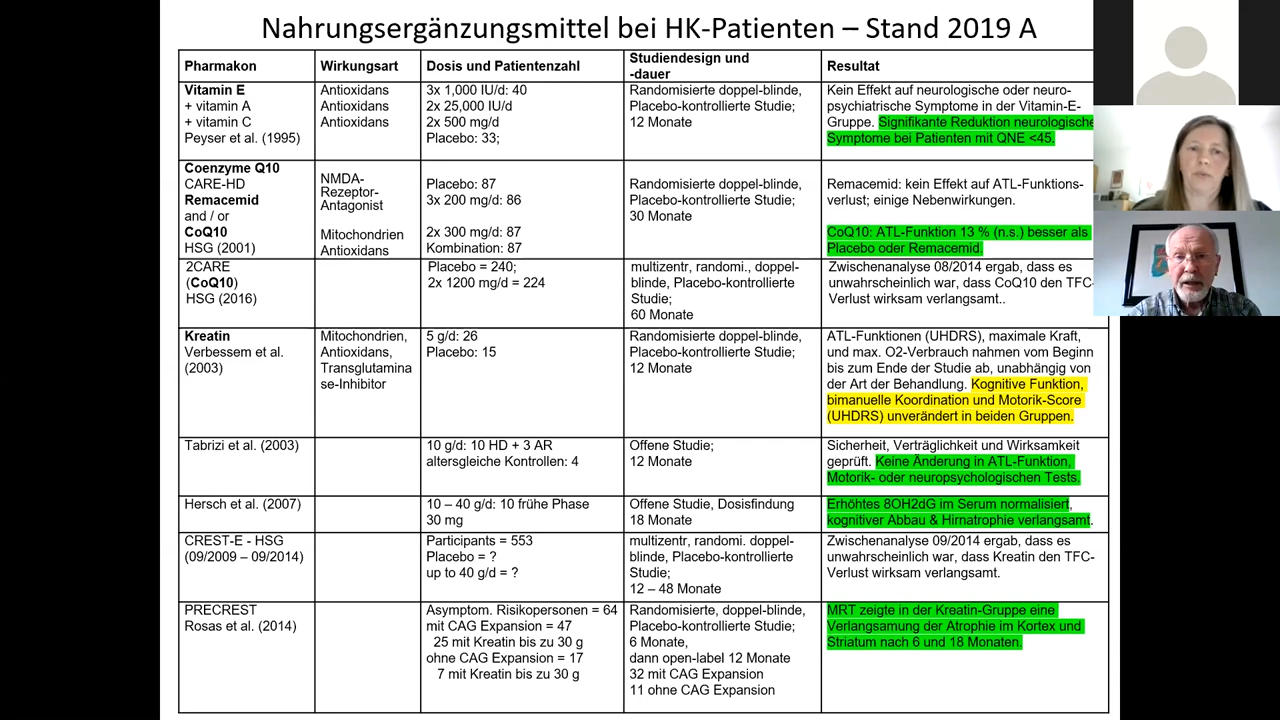 Nahrungsergänzungsmittel bei HK-Patienten – Stand 2019 A
Pharmakon
Wirkungsart
Dosis und Patientenzahl
Studiendesign und
-dauer
Resultat
Vitamin E
+ vitamin A
+ vitamin C
Peyser et al. (1995)
Antioxidans
Antioxidans
Antioxidans
3x 1,000 IU/d: 40
2x 25,000 IU/d
2x 500 mg/d
Placebo: 33;
Randomisierte doppel-blinde,
Placebo-kontrollierte Studie;
12 Monate
Kein Effekt auf neurologische oder neuro-
psychiatrische Symptome in der Vitamin-E-
Gruppe. Signifikante Reduktion neurologische
Symptome bei Patienten mit QNE <45.
Coenzyme Q10
CARE-HD
Remacemid
and / or
CoQ10
HSG (2001)
NMDA-
Rezeptor-
Antagonist
Mitochondrien
Antioxidans
Placebo: 87
3x 200 mg/d: 86
2x 300 mg/d: 87
Kombination: 87
Randomisierte doppel-blinde,
Placebo-kontrollierte Studie;
30 Monate
Remacemid: kein Effekt auf ATL-Funktions-
verlust; einige Nebenwirkungen.
CoQ10: ATL-Funktion 13 % (n.s.) besser als
Placebo oder Remacemid.
2CARE
(CoQ10)
HSG (2016)
Placebo = 240;
2x 1200 mg/d = 224
multizentr, randomi., doppel-
blinde, Placebo-kontrollierte
Studie;
60 Monate
Zwischenanalyse 08/2014 ergab, dass es
unwahrscheinlich war, dass CoQ10 den TFC-
Verlust wirksam verlangsamt..
Kreatin
Verbessem et al.
(2003)
Mitochondrien,
Antioxidans,
Transglutamina
se-Inhibitor
5 g/d: 26
Placebo: 15
Randomisierte doppel-blinde,
Placebo-kontrollierte Studie;
12 Monate
ATL-Funktionen (UHDRS), maximale Kraft,
und max. O2-Verbrauch nahmen vom Beginn
bis zum Ende der Studie ab, unabhängig von
der Art der Behandlung. Kognitive Funktion,
bimanuelle Koordination und Motorik-Score
(UHDRS) unverändert in beiden Gruppen.
Tabrizi et al. (2003)
10 g/d: 10 HD + 3 AR
altersgleiche Kontrollen: 4
Offene Studie;
12 Monate
Sicherheit, Verträglichkeit und Wirksamkeit
geprüft. Keine Änderung in ATL-Funktion,
Motorik- oder neuropsychologischen Tests.
Hersch et al. (2007)
10 – 40 g/d: 10 frühe Phase
30 mg
Offene Studie, Dosisfindung
18 Monate
Erhöhtes 8OH2dG im Serum normalisiert,
kognitiver Abbau & Hirnatrophie verlangsamt.
CREST-E - HSG
(09/2009 – 09/2014)
Participants = 553
Placebo = ?
up to 40 g/d = ?
multizentr, randomi. doppel-
blinde, Placebo-kontrollierte
Studie;
12 – 48 Monate
Zwischenanalyse 09/2014 ergab, dass es
unwahrscheinlich war, dass Kreatin den TFC-
Verlust wirksam verlangsamt.
PRECREST
Rosas et al. (2014)
Asymptom. Risikopersonen = 64
mit CAG Expansion = 47
25 mit Kreatin bis zu 30 g
ohne CAG Expansion = 17
7 mit Kreatin bis zu 30 g
Randomisierte, doppel-blinde,
Placebo-kontrollierte Studie;
6 Monate,
dann open-label 12 Monate
32 mit CAG Expansion
11 ohne CAG Expansion
MRT zeigte in der Kreatin-Gruppe eine
Verlangsamung der Atrophie im Kortex und
Striatum nach 6 und 18 Monaten.